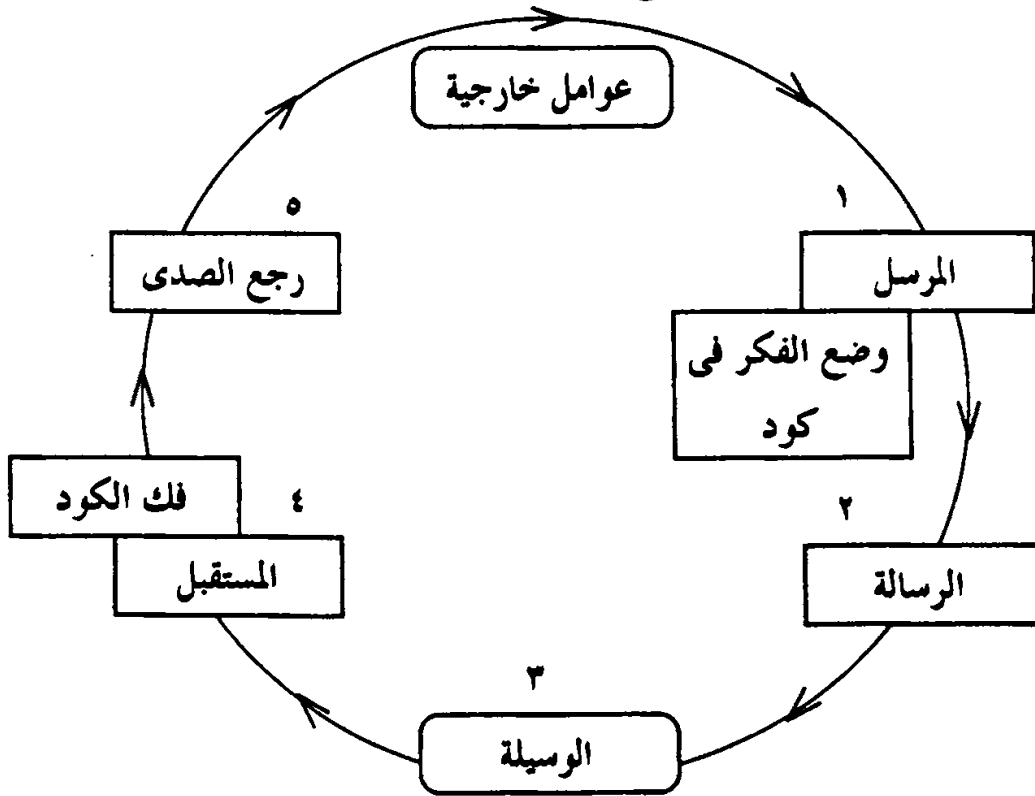 عوامل خارجية
١
المرسل
وضع الفكر فى
كود
٢
الرسالة
٣
الوسيلة
٤
المستقبل
فك الكود
٥
رجع الصدى